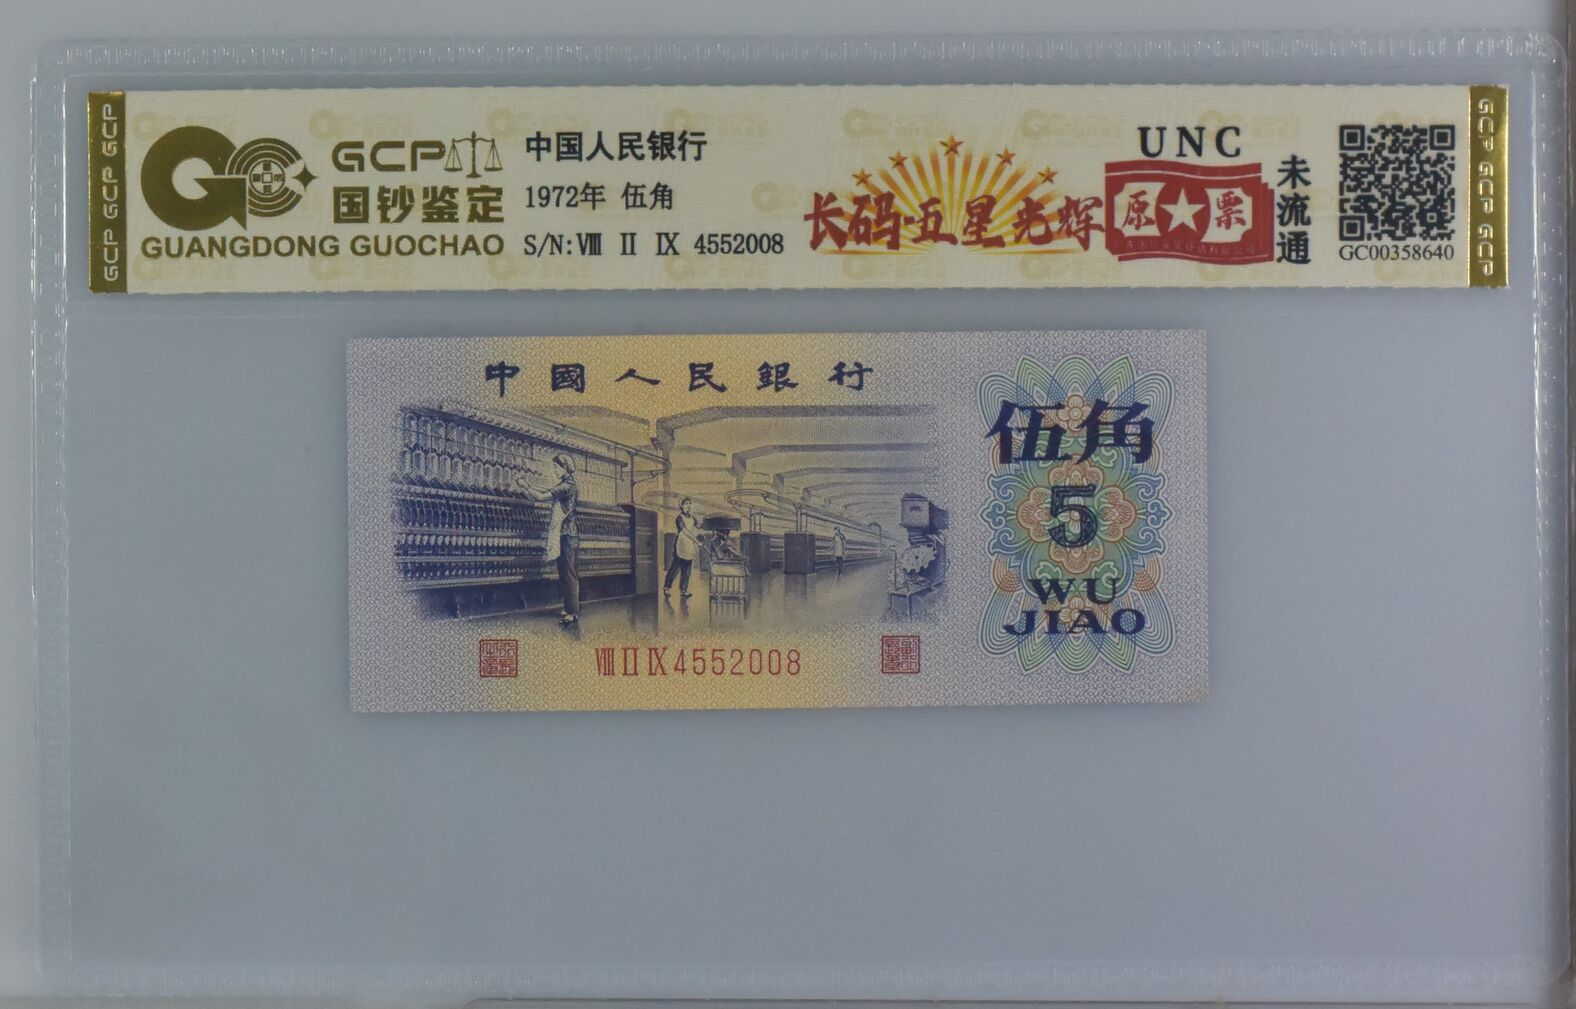 GCP GCP GCP
GCP
国钞鉴定
GUANGDONG GUOCHAO
中国人民银行
1972年 伍角
S/N: Ⅷ Ⅱ Ⅸ 4552008
长码·五星光辉
UNC
原票
未流通
GC00358640
GCP GCP GCP
中國人民銀行
伍角
5
WU
JIAO
Ⅷ Ⅱ Ⅸ 4552008